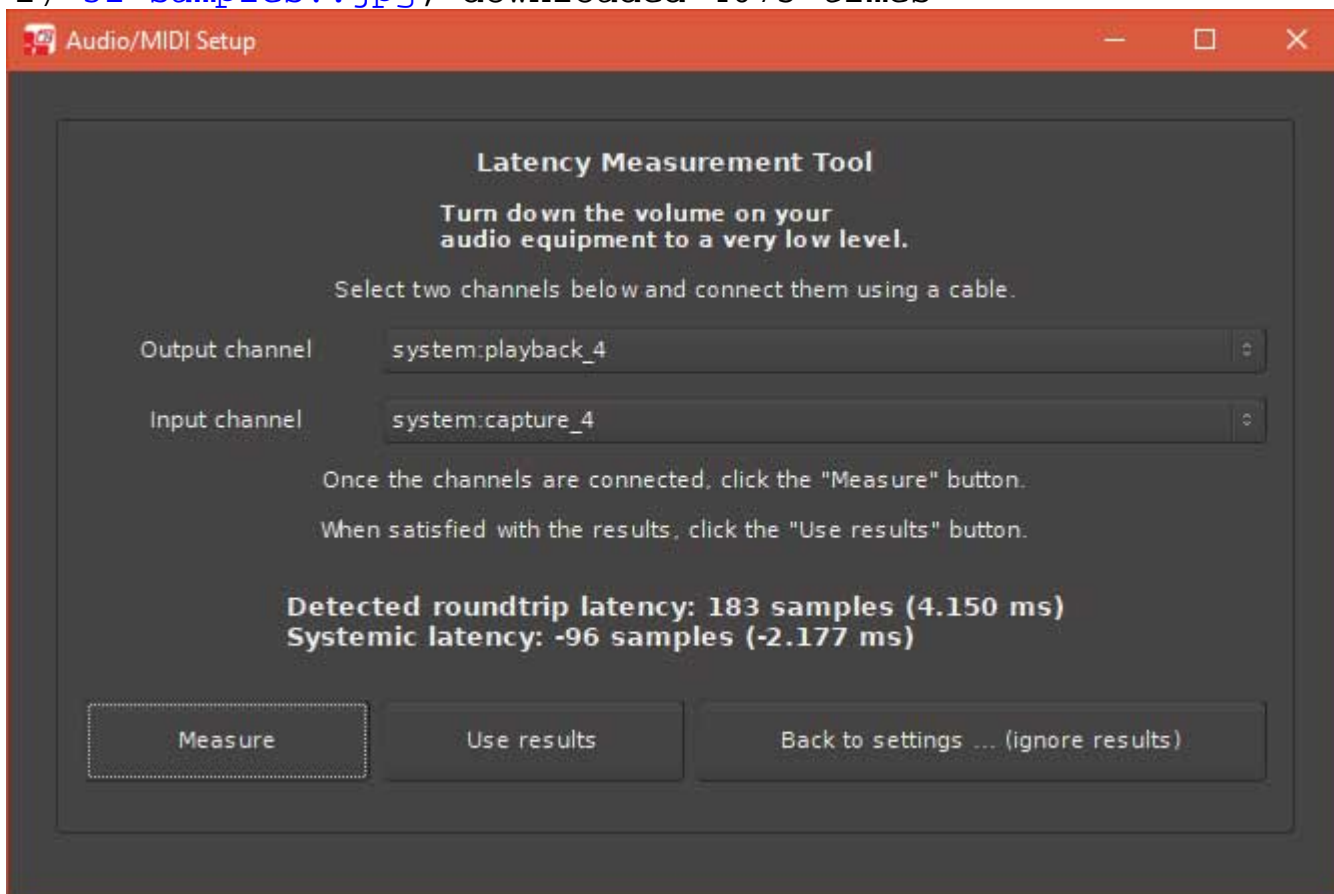 Audio/MIDI Setup
Latency Measurement Tool
Turn down the volume on your
audio equipment to a very low level.
Select two channels below and connect them using a cable.
Output channel system:playback_4
Input channel system:capture_4
Once the channels are connected, click the "Measure" button.
When satisfied with the results, click the "Use results" button.
Detected roundtrip latency: 183 samples (4.150 ms)
Systemic latency: -96 samples (-2.177 ms)
Measure Use results Back to settings ... (ignore results)